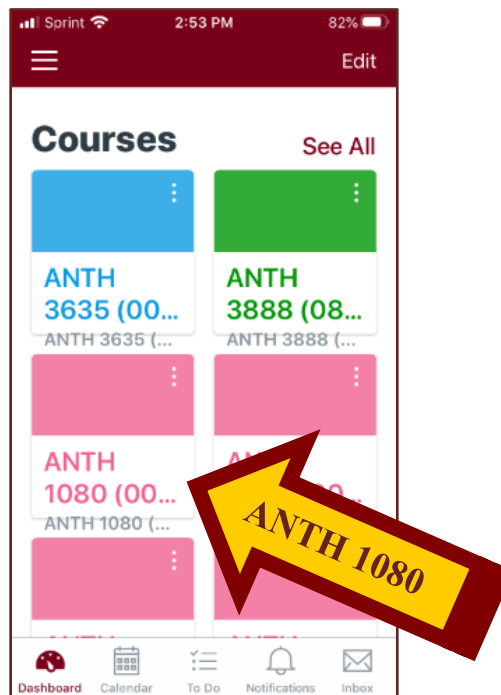 Sprint 2:53 PM 82%
Edit
Courses
See All
ANTH
3635 (00...
ANTH 3635 (...
ANTH
3888 (08...
ANTH 3888 (...
ANTH
1080 (00...
ANTH 1080 (...
ANTH 1080
Dashboard
Calendar
To Do
Notifications
Inbox